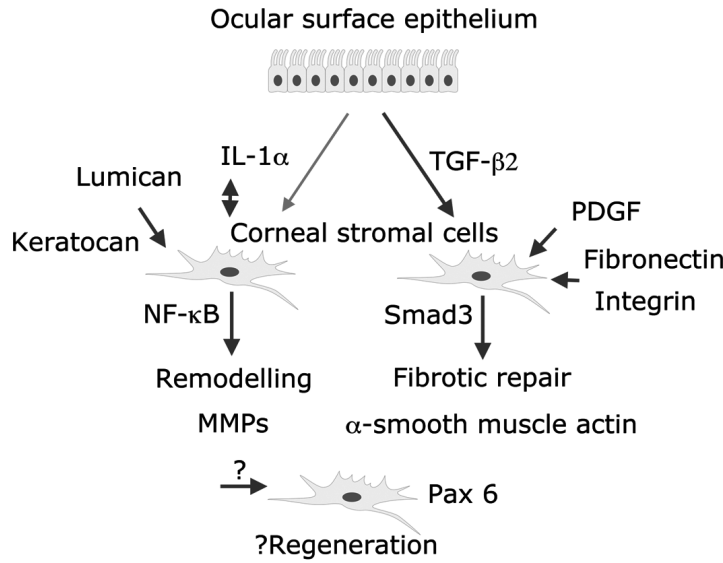 Ocular surface epithelium
IL-1α
TGF-β2
Lumican
PDGF
Keratocan
Corneal stromal cells
Fibronectin
Integrin
NF-κB
Smad3
Remodelling
Fibrotic repair
MMPs
α-smooth muscle actin
?
Pax 6
?Regeneration